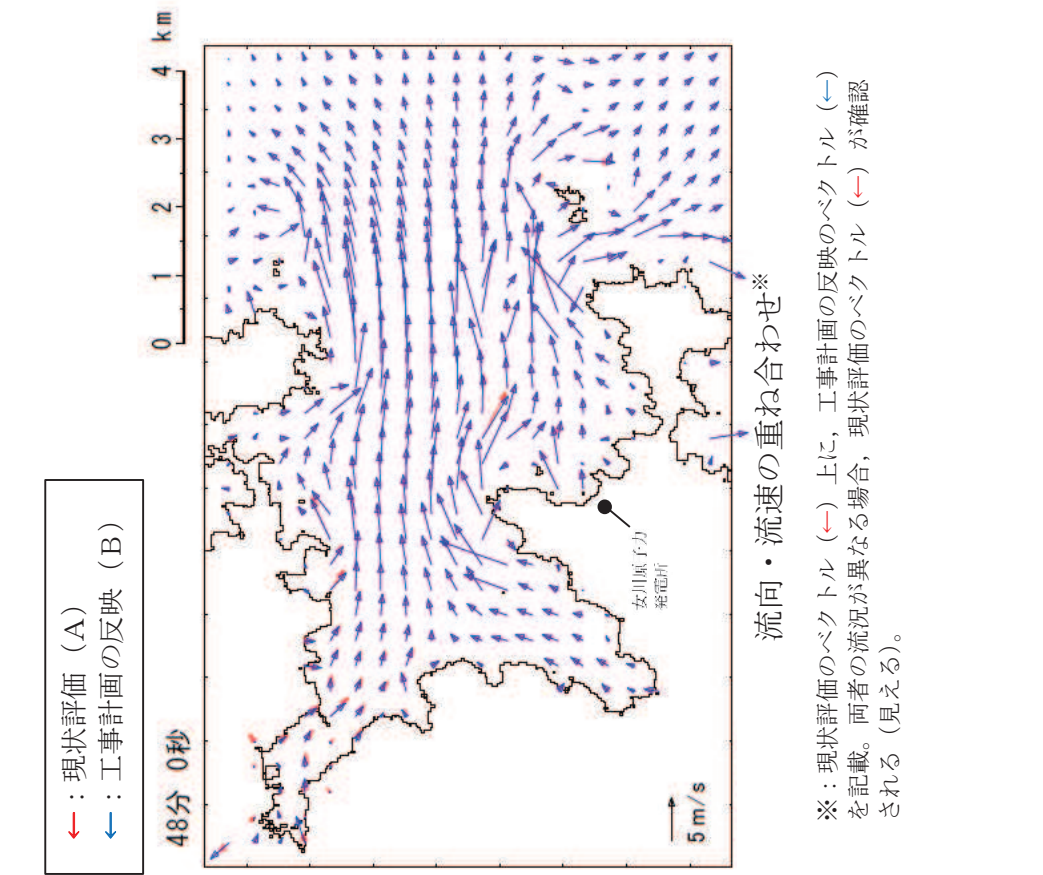 ←：現状評価（A）
←：工事計画の反映（B）
48分 0秒
0 1 2 3 4 km
5 m/s
女川原子力
発電所
流向・流速の重ね合わせ※
※：現状評価のベクトル（←）上に，工事計画の反映のベクトル（←）
を記載。両者の流況が異なる場合，現状評価のベクトル（←）が確認
される（見える）。